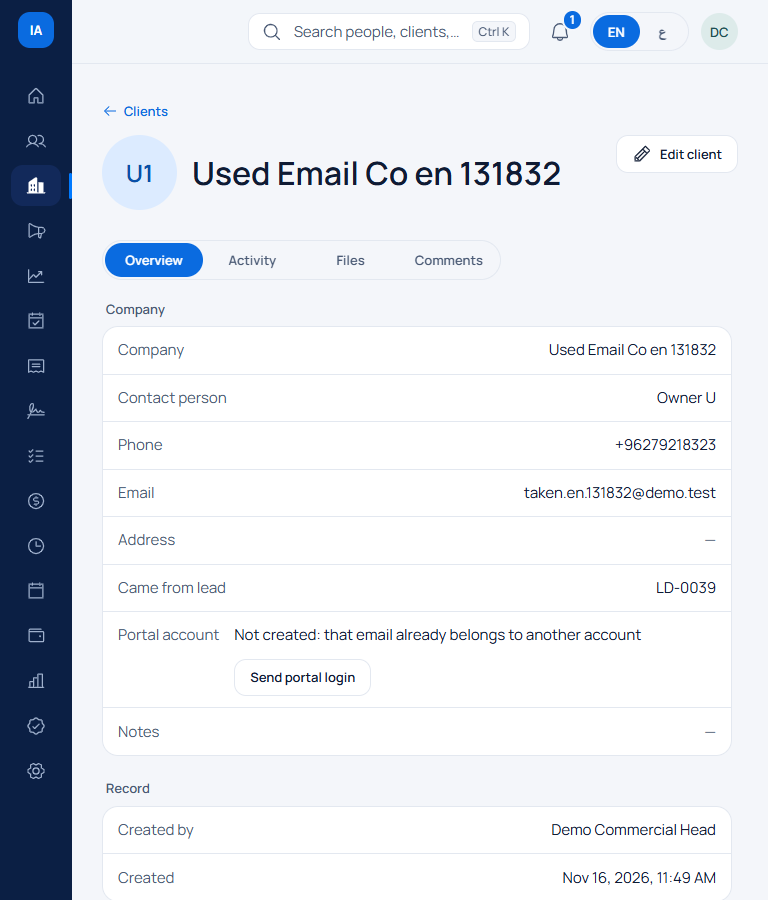 IA
Search people, clients,...
Ctrl K
1
EN
ع
DC
Clients
U1
Used Email Co en 131832
Edit client
Overview
Activity
Files
Comments
Company
Company
Used Email Co en 131832
Contact person
Owner U
Phone
+96279218323
Email
taken.en.131832@demo.test
Address
—
Came from lead
LD-0039
Portal account
Not created: that email already belongs to another account
Send portal login
Notes
—
Record
Created by
Demo Commercial Head
Created
Nov 16, 2026, 11:49 AM